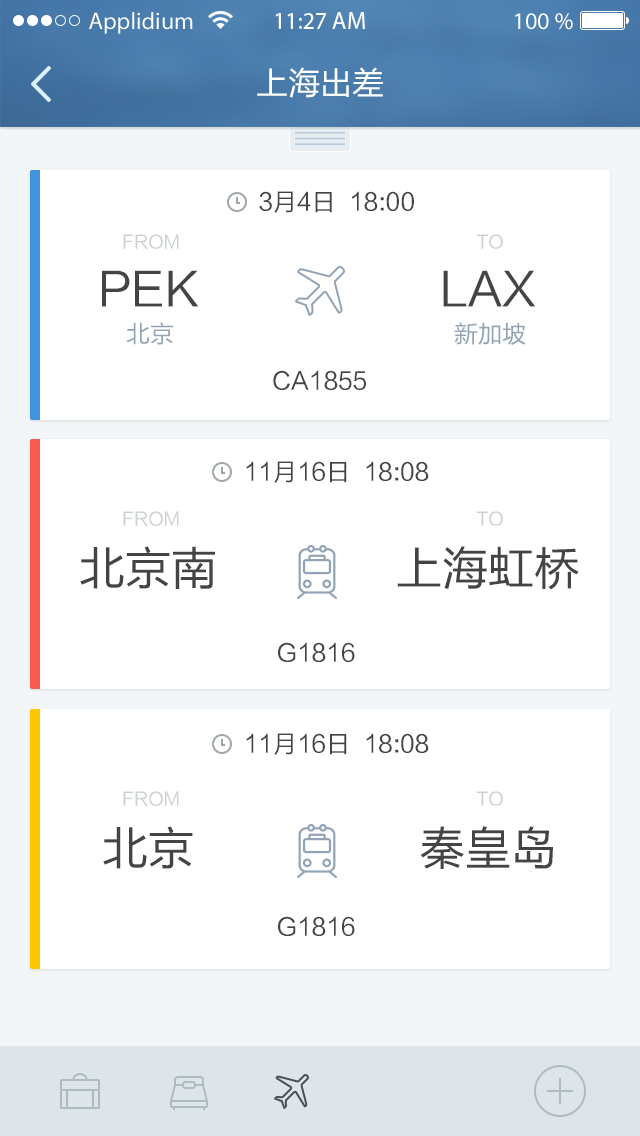 Applidium 11:27 AM 100 %
上海出差
3月4日 18:00
FROM TO
PEK LAX
北京 新加坡
CA1855
11月16日 18:08
FROM TO
北京南 上海虹桥
G1816
11月16日 18:08
FROM TO
北京 秦皇岛
G1816